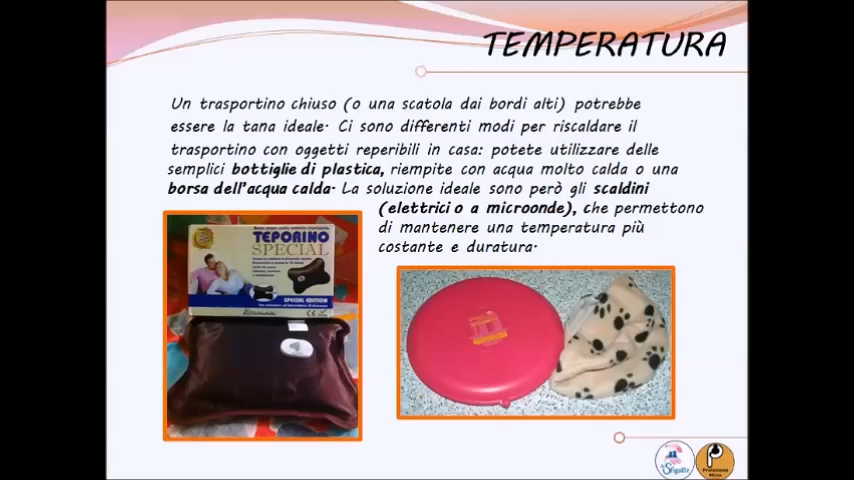 TEMPERATURA
Un trasportino chiuso (o una scatola dai bordi alti) potrebbe
essere la tana ideale. Ci sono differenti modi per riscaldare il
trasportino con oggetti reperibili in casa: potete utilizzare delle
semplici bottiglie di plastica, riempite con acqua molto calda o una
borsa dell'acqua calda. La soluzione ideale sono però gli scaldini
(elettrici o a microonde), che permettono
di mantenere una temperatura più
costante e duratura.
TEPORINO
SPECIAL
SPECIAL EDITION
CE